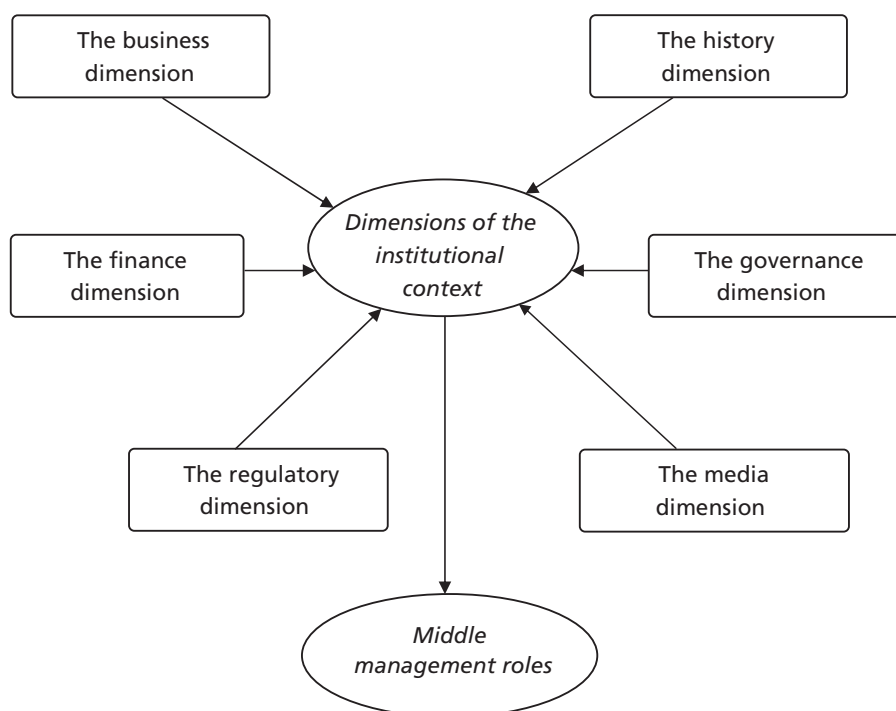 The business
dimension
The history
dimension
Dimensions of the
institutional
context
The finance
dimension
The governance
dimension
The regulatory
dimension
The media
dimension
Middle
management roles